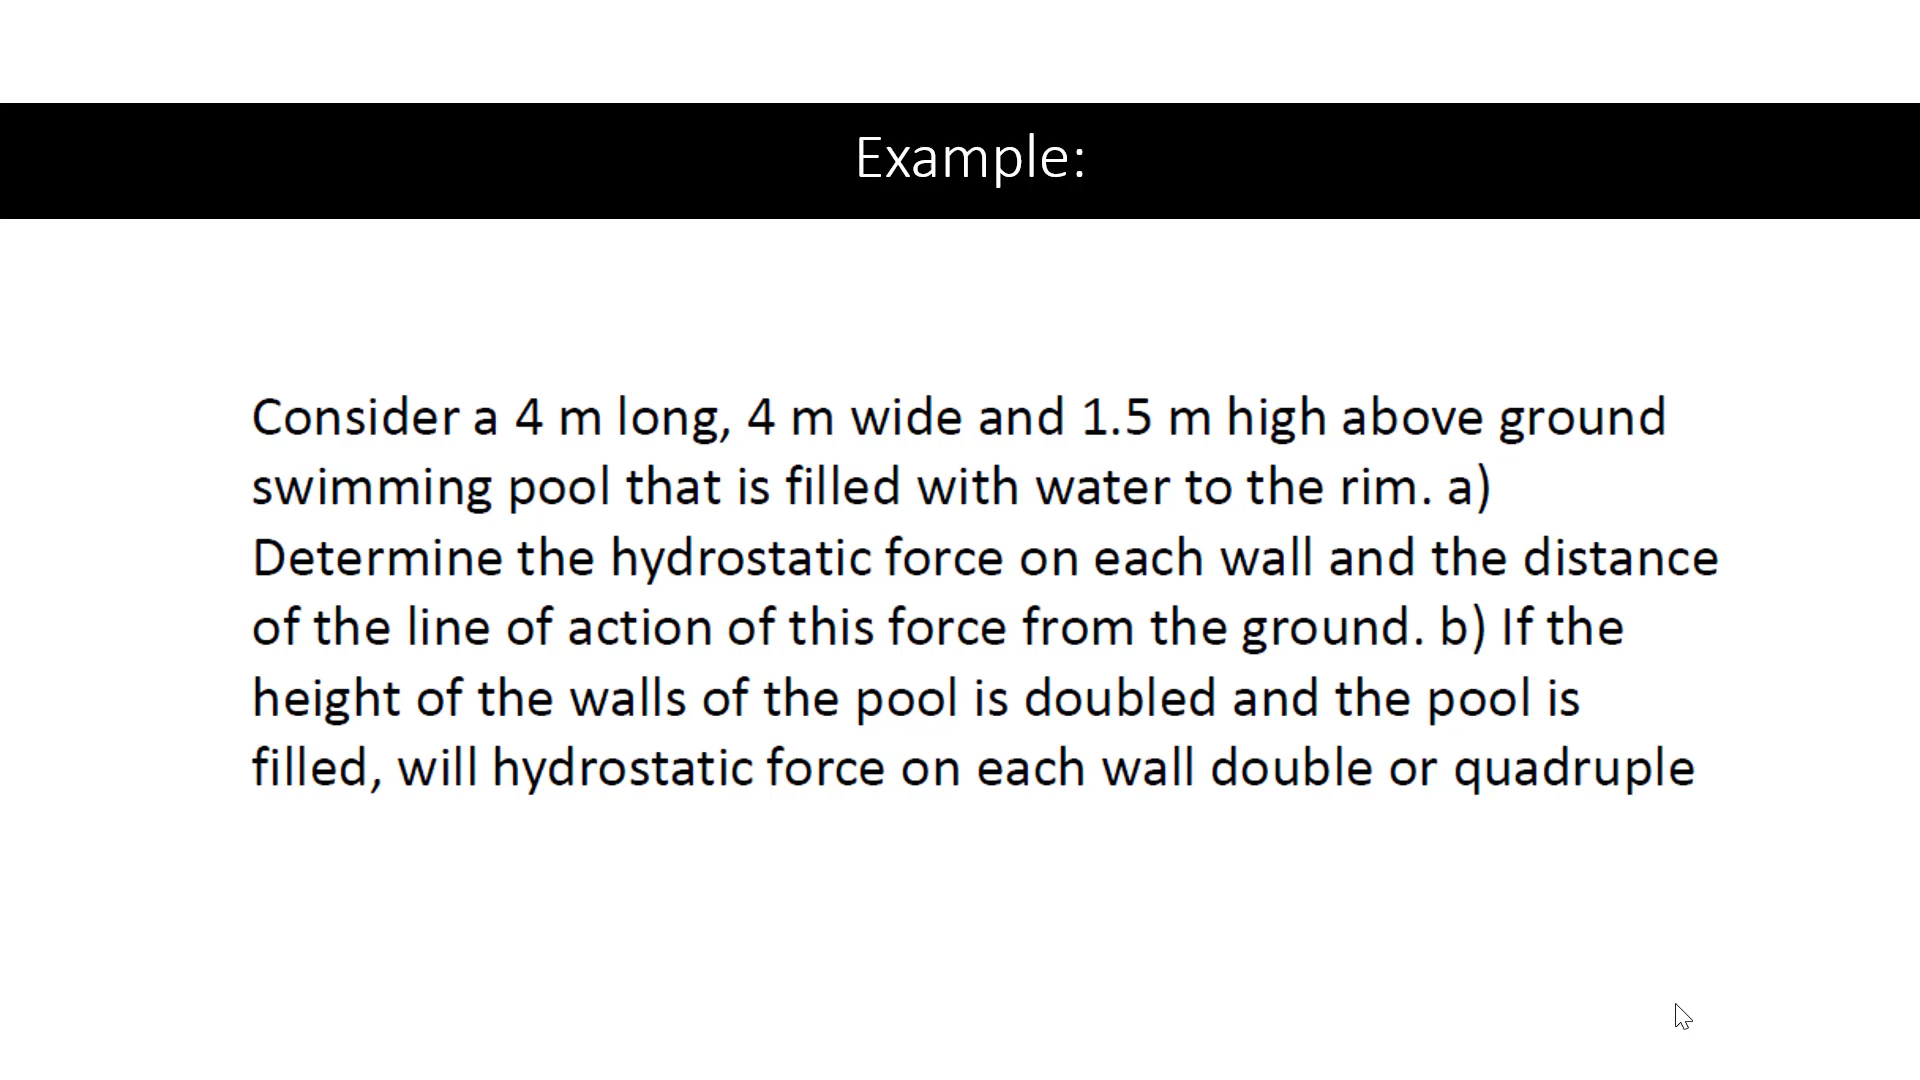 Example:
Consider a 4 m long, 4 m wide and 1.5 m high above ground
swimming pool that is filled with water to the rim. a)
Determine the hydrostatic force on each wall and the distance
of the line of action of this force from the ground. b) If the
height of the walls of the pool is doubled and the pool is
filled, will hydrostatic force on each wall double or quadruple